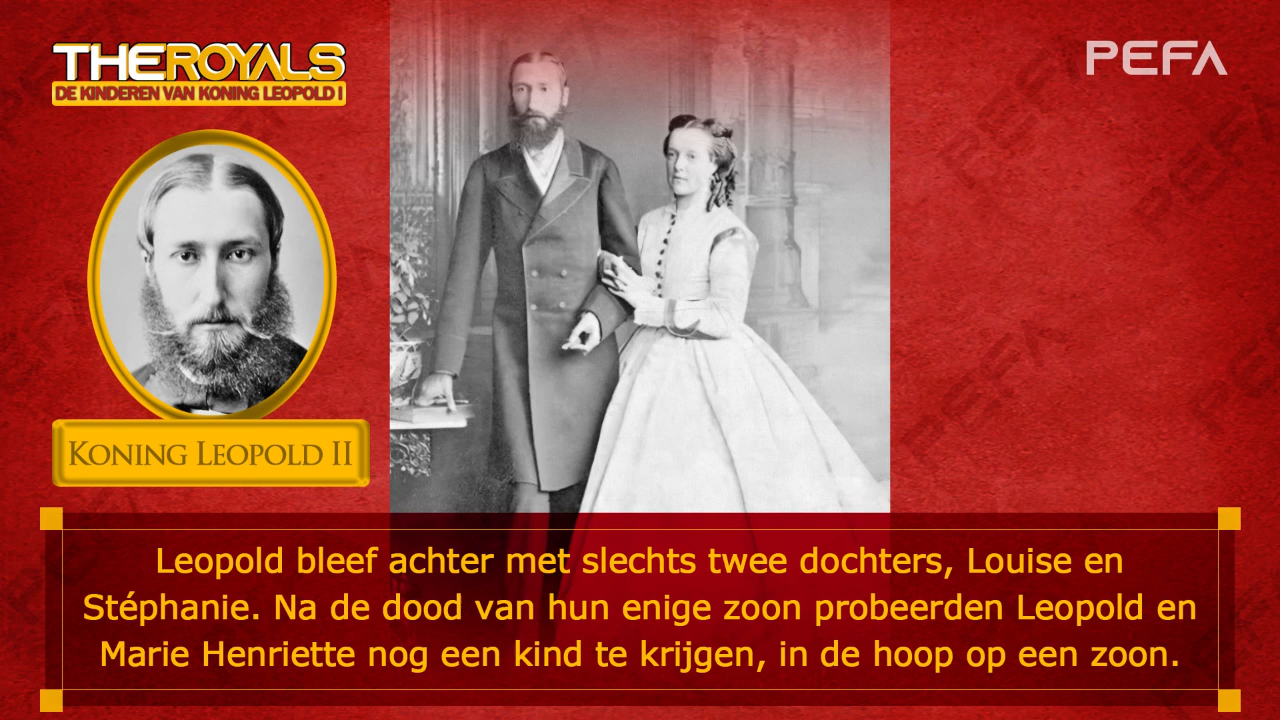 THEROYALS
DE KINDEREN VAN KONING LEOPOLD I
PEFA
KONING LEOPOLD II
Leopold bleef achter met slechts twee dochters, Louise en
Stéphanie. Na de dood van hun enige zoon probeerden Leopold en
Marie Henriette nog een kind te krijgen, in de hoop op een zoon.